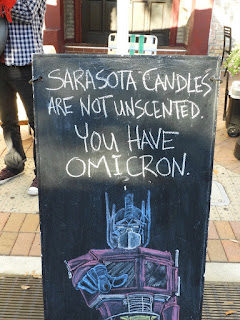 SARASOTA CANDLES
ARE NOT UNSCENTED.
YOU HAVE
OMICRON.